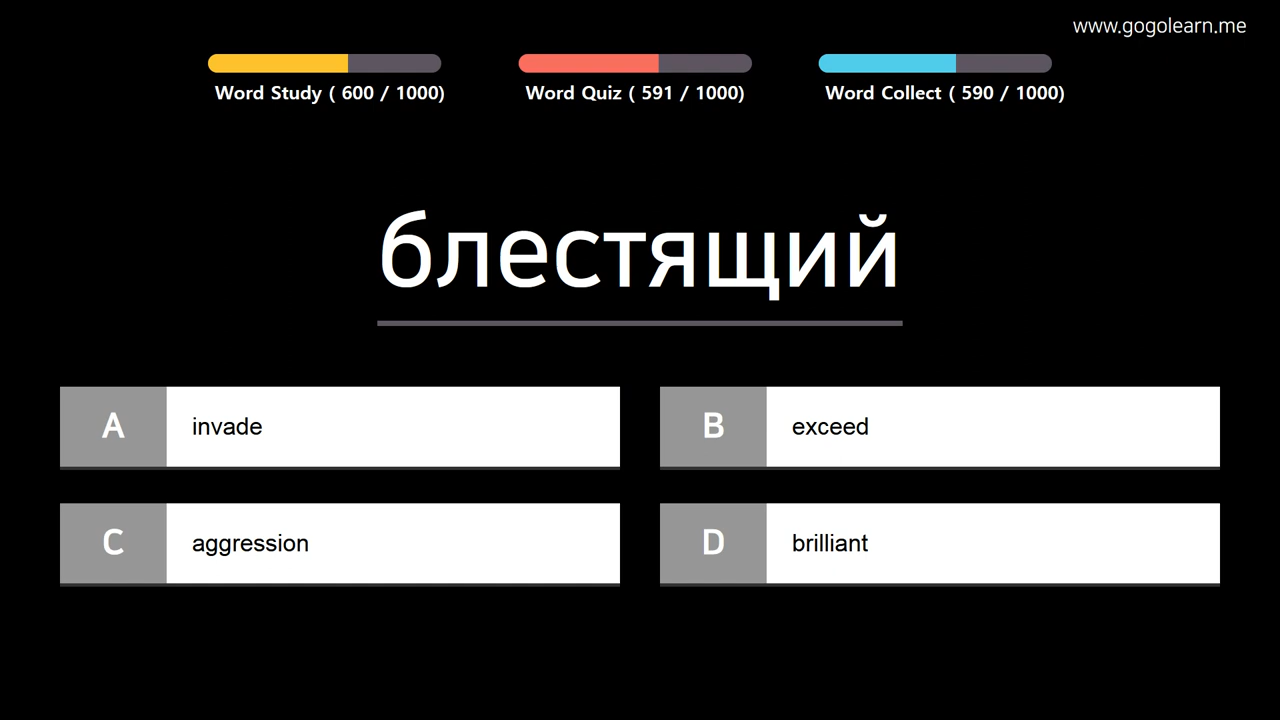 www.gogolearn.me
Word Study ( 600 / 1000)
Word Quiz ( 591 / 1000)
Word Collect ( 590 / 1000)
блестящий
A invade
B exceed
C aggression
D brilliant